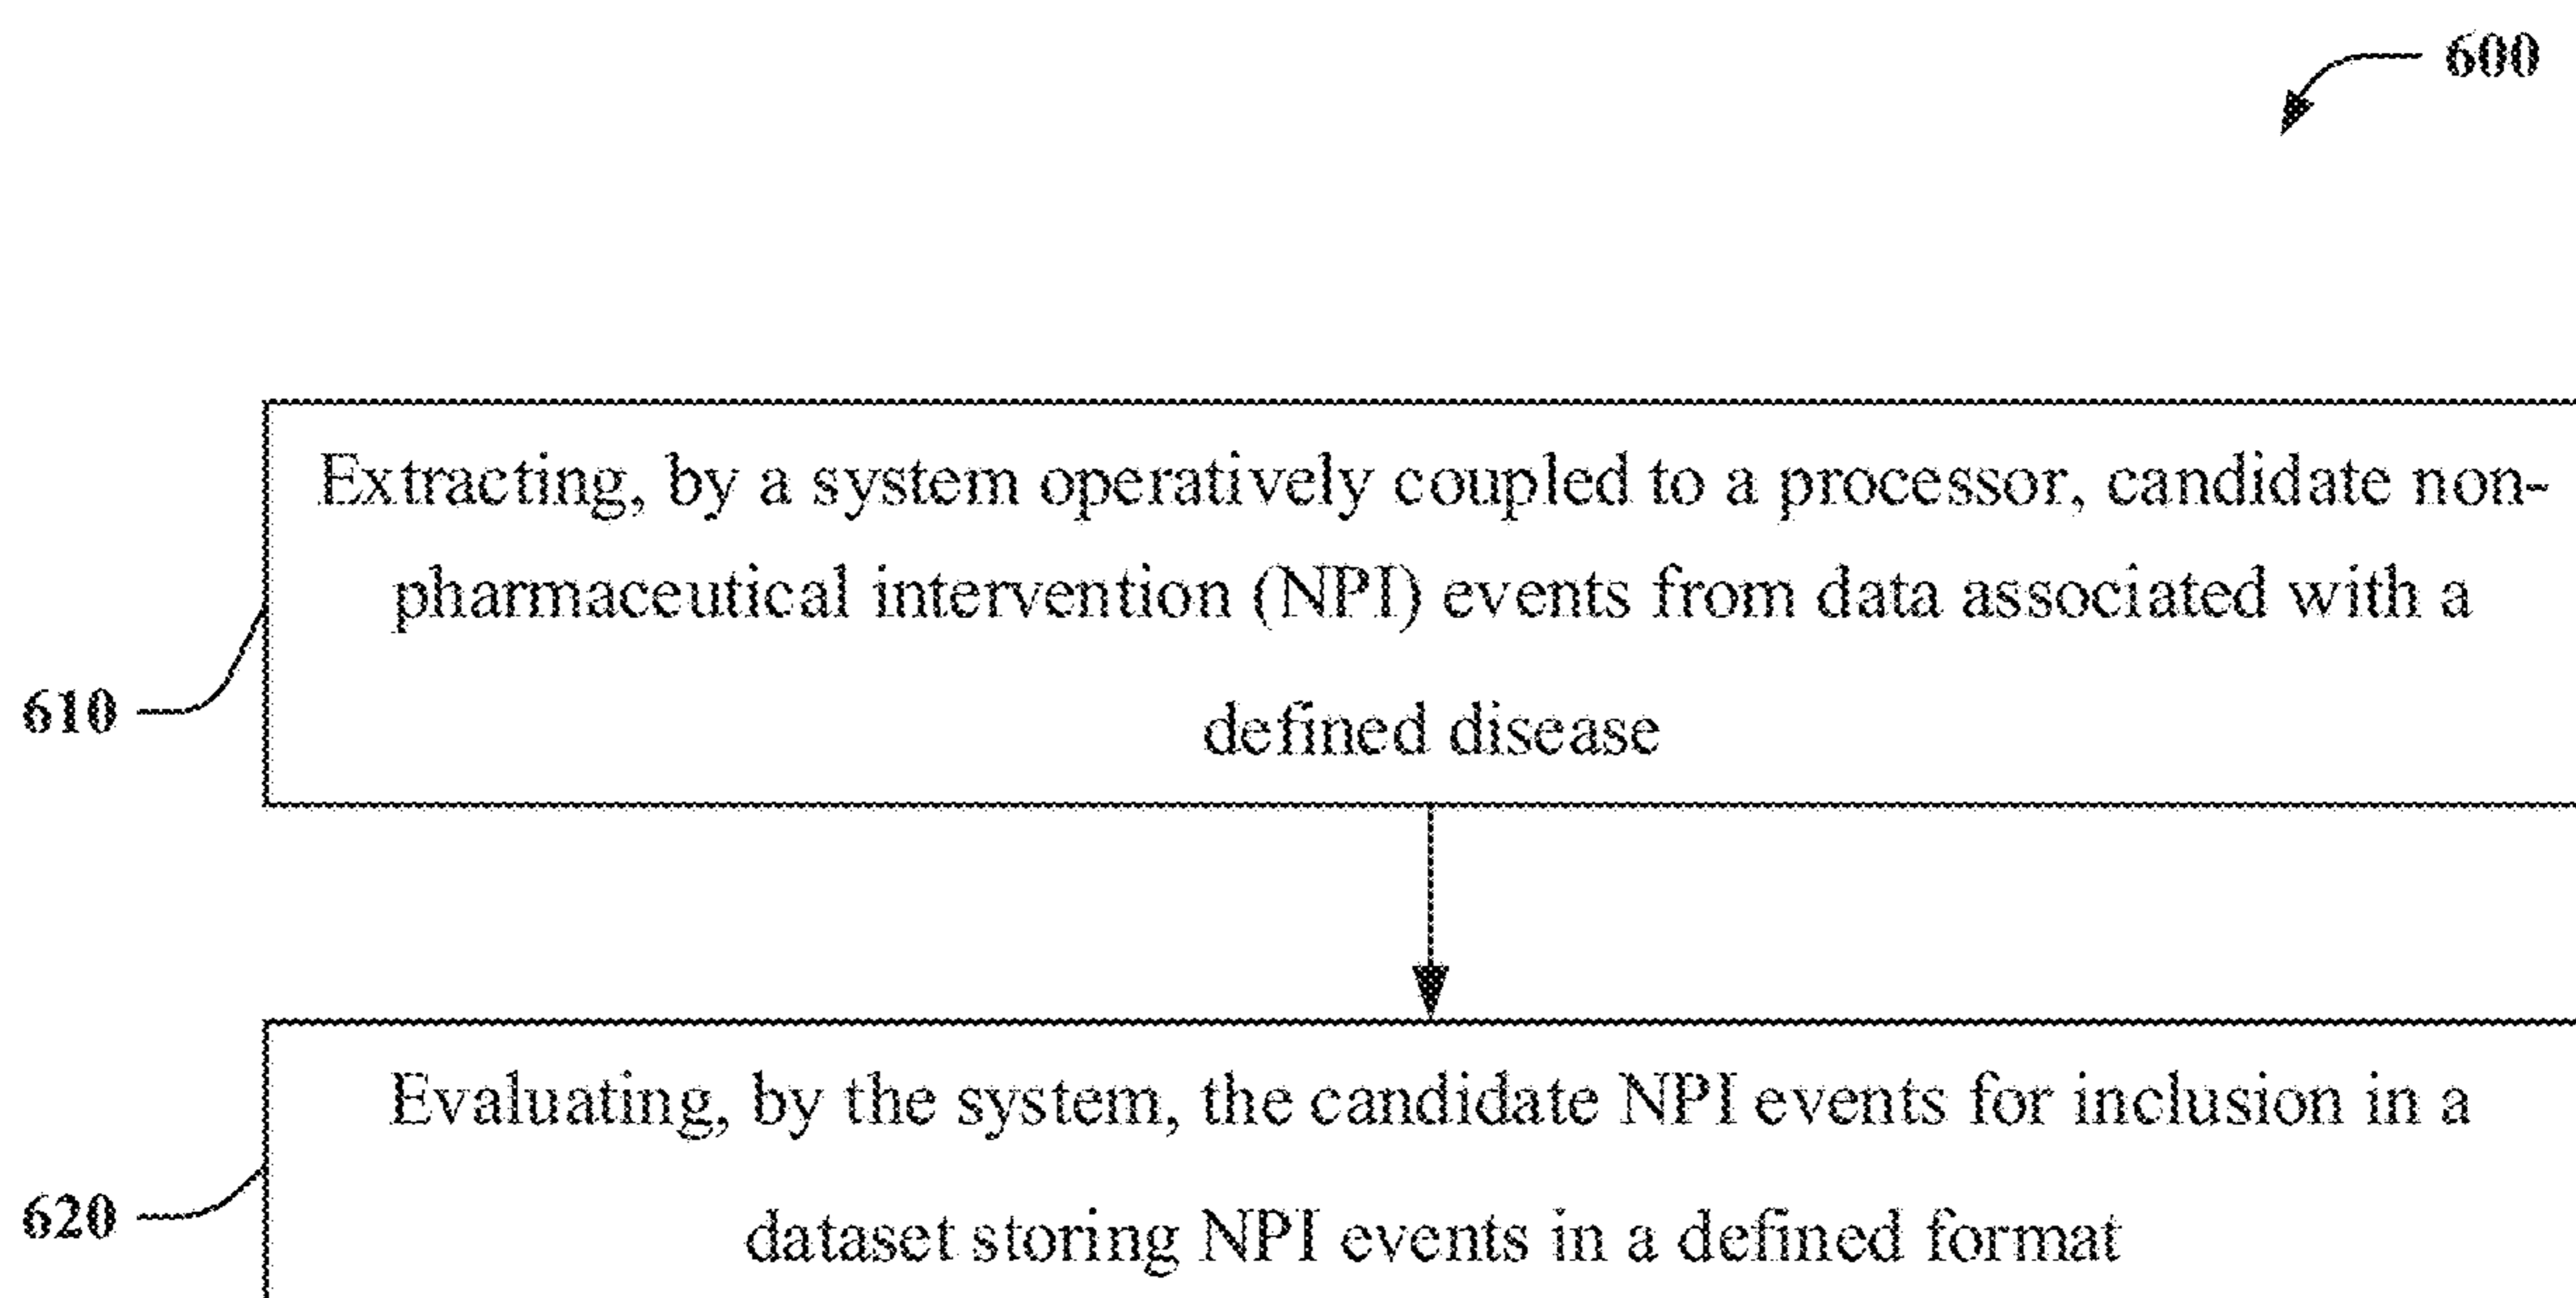 600
Extracting, by a system operatively coupled to a processor, candidate non-
pharmaceutical intervention (NPI) events from data associated with a
defined disease
610
Evaluating, by the system, the candidate NPI events for inclusion in a
dataset storing NPI events in a defined format
620